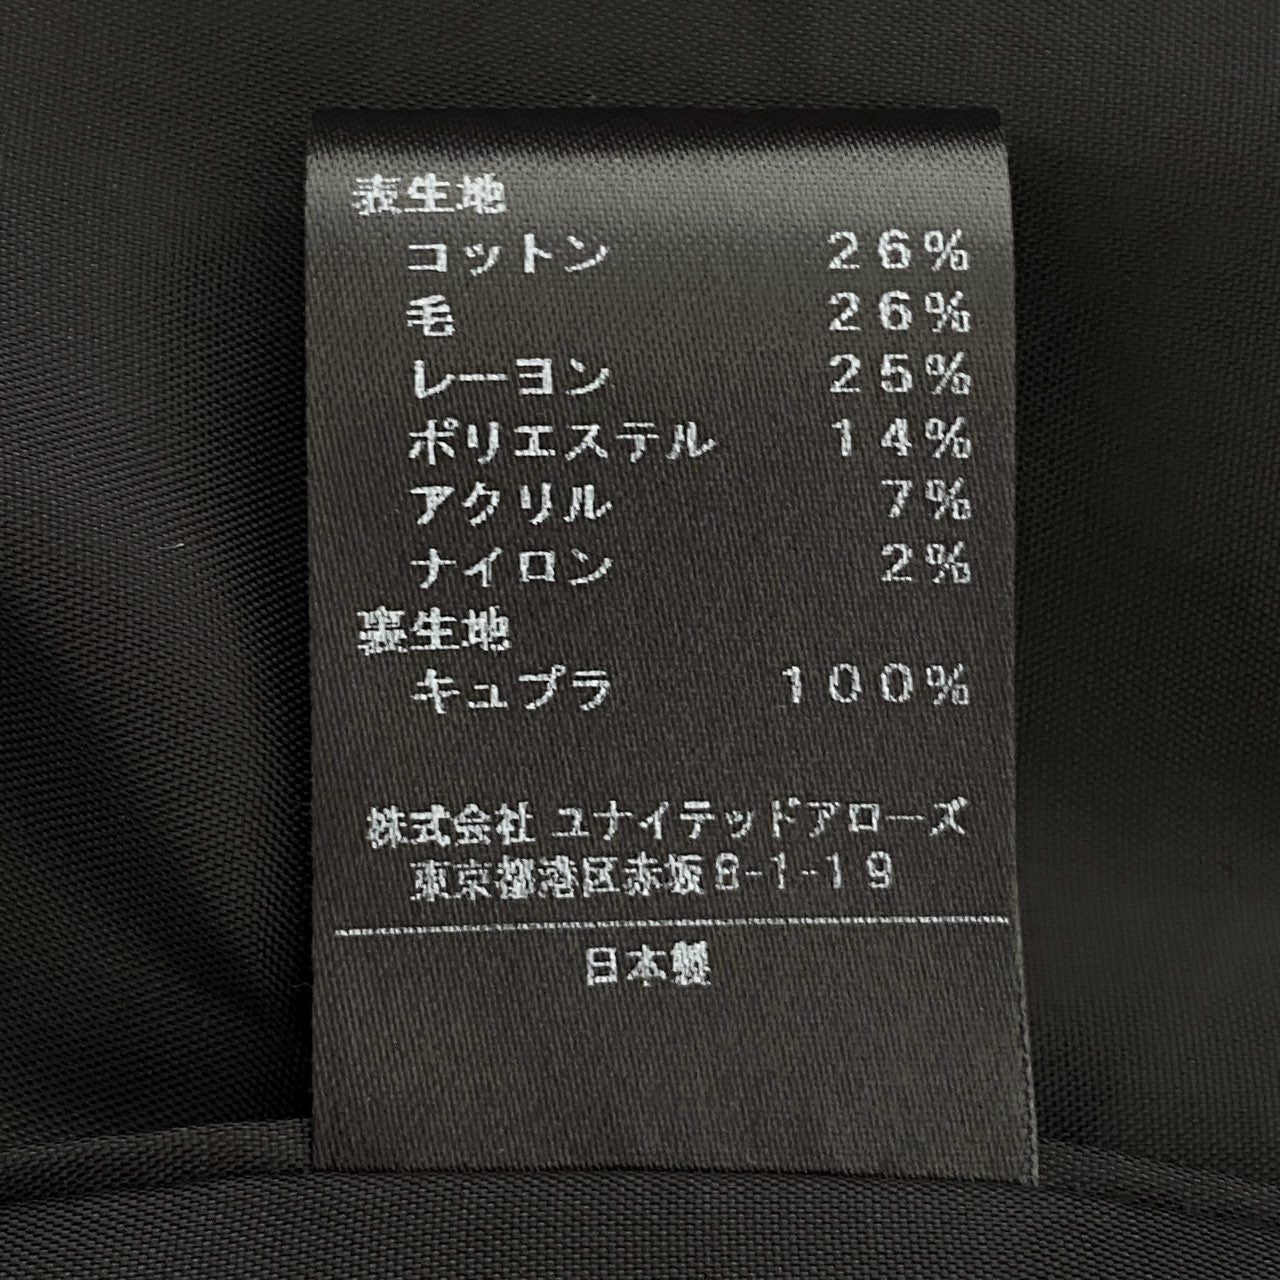 表生地
コットン 26%
毛 26%
レーヨン 25%
ポリエステル 14%
アクリル 7%
ナイロン 2%
裏生地
キュプラ 100%
株式会社 ユナイテッドアローズ
東京都港区赤坂8-1-19
日本製